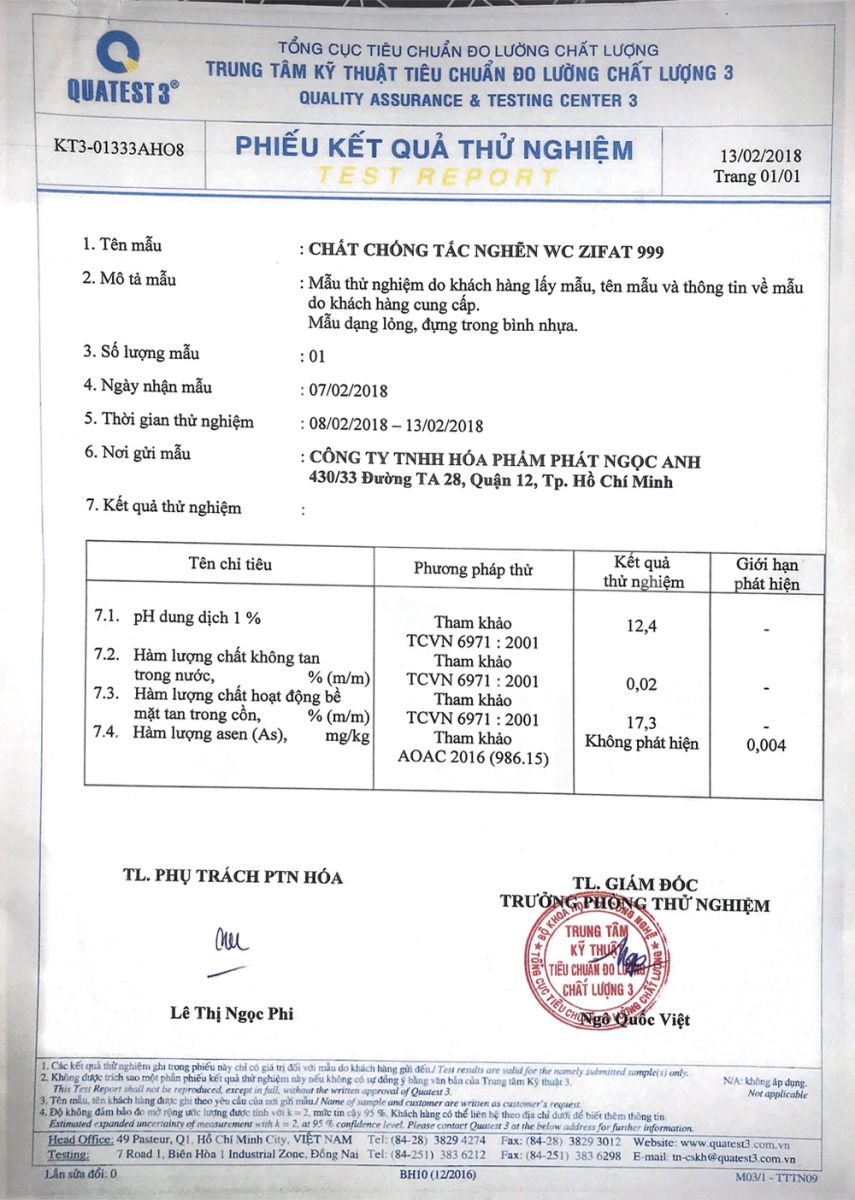 QUATEST 3®
TỔNG CỤC TIÊU CHUẨN ĐO LƯỜNG CHẤT LƯỢNG
TRUNG TÂM KỸ THUẬT TIÊU CHUẨN ĐO LƯỜNG CHẤT LƯỢNG 3
QUALITY ASSURANCE & TESTING CENTER 3
KT3-01333AHO8
PHIẾU KẾT QUẢ THỬ NGHIỆM
TEST REPORT
13/02/2018
Trang 01/01
1. Tên mẫu : CHẤT CHÓNG TẮC NGHẼN WC ZIFAT 999
2. Mô tả mẫu : Mẫu thử nghiệm do khách hàng lấy mẫu, tên mẫu và thông tin về mẫu
do khách hàng cung cấp.
Mẫu dạng lỏng, đựng trong bình nhựa.
3. Số lượng mẫu : 01
4. Ngày nhận mẫu : 07/02/2018
5. Thời gian thử nghiệm : 08/02/2018 – 13/02/2018
6. Nơi gửi mẫu : CÔNG TY TNHH HÓA PHẨM PHÁT NGỌC ANH
430/33 Đường TA 28, Quận 12, Tp. Hồ Chí Minh
7. Kết quả thử nghiệm :
Tên chỉ tiêu Phương pháp thử Kết quả thử nghiệm Giới hạn phát hiện
7.1. pH dung dịch 1 % Tham khảo TCVN 6971 : 2001 12,4 -
7.2. Hàm lượng chất không tan trong nước, % (m/m) Tham khảo TCVN 6971 : 2001 0,02 -
7.3. Hàm lượng chất hoạt động bề mặt tan trong cồn, % (m/m) Tham khảo TCVN 6971 : 2001 17,3 -
7.4. Hàm lượng asen (As), mg/kg Tham khảo AOAC 2016 (986.15) Không phát hiện 0,004
TL. PHỤ TRÁCH PTN HÓA
TL. GIÁM ĐỐC
TRƯỞNG PHÒNG THỬ NGHIỆM
BỘ KHOA HỌC VÀ CÔNG NGHỆ
TRUNG TÂM
KỸ THUẬT
TIÊU CHUẨN ĐO LƯỜNG
CHẤT LƯỢNG 3
TỔNG CỤC TIÊU CHUẨN ĐO LƯỜNG CHẤT LƯỢNG
Lê Thị Ngọc Phi
Ngô Quốc Việt
1. Các kết quả thử nghiệm ghi trong phiếu này chỉ có giá trị đối với mẫu do khách hàng gửi đến./ Test results are valid for the namely submitted sample(s) only.
2. Không được trích sao một phần phiếu kết quả thử nghiệm này nếu không có sự đồng ý bằng văn bản của Trung tâm Kỹ thuật 3.
This Test Report shall not be reproduced, except in full, without the written approval of Quatest 3.
N/A: không áp dụng.
Not applicable
3. Tên mẫu, tên khách hàng được ghi theo yêu cầu của nơi gửi mẫu./ Name of sample and customer are written as customer's request.
4. Độ không đảm bảo đo mở rộng ước lượng được tính với k = 2, mức tin cậy 95 %. Khách hàng có thể liên hệ theo địa chỉ dưới để biết thêm thông tin.
Estimated expanded uncertainty of measurement with k = 2, at 95 % confidence level. Please contact Quatest 3 at the below address for further information.
Head Office: 49 Pasteur, Q1, Hồ Chí Minh City, VIỆT NAM Tel: (84-28) 3829 4274 Fax: (84-28) 3829 3012 Website: www.quatest3.com.vn
Testing: 7 Road 1, Biên Hòa 1 Industrial Zone, Đồng Nai Tel: (84-251) 383 6212 Fax: (84-251) 383 6298 E-mail: tn-cskh@quatest3.com.vn
Lần sửa đổi: 0 BH10 (12/2016) M03/1 - TTTN09